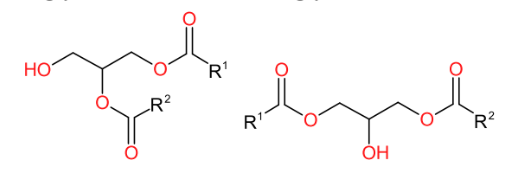 O
HO O R¹
O R²
O
O O
R¹ O O R²
OH